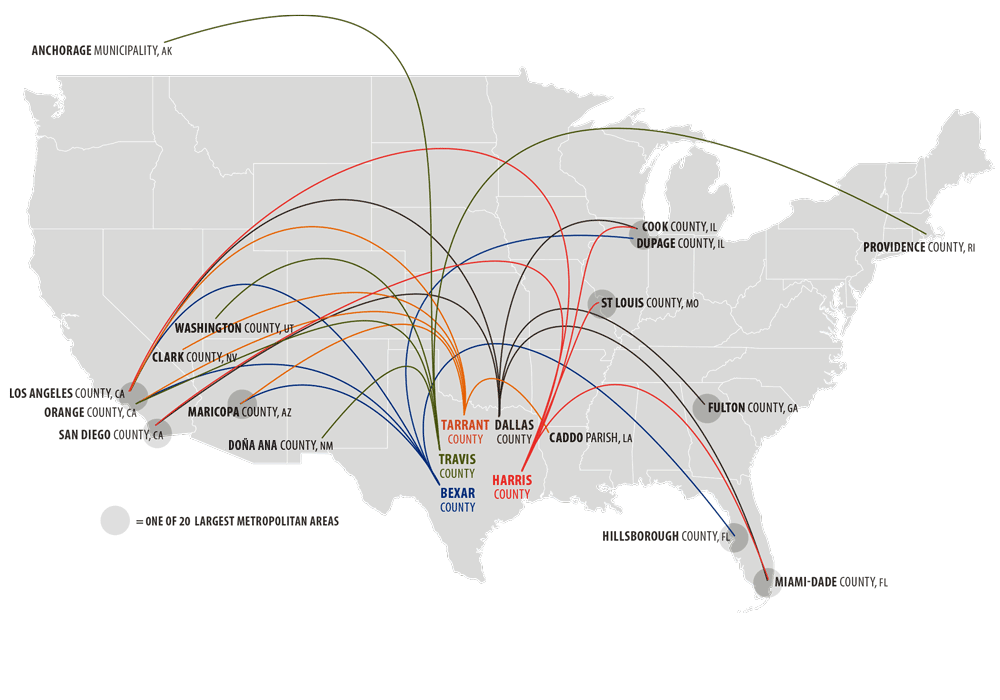 ANCHORAGE MUNICIPALITY, AK
COOK COUNTY, IL
DUPAGE COUNTY, IL
PROVIDENCE COUNTY, RI
ST LOUIS COUNTY, MO
WASHINGTON COUNTY, UT
CLARK COUNTY, NV
LOS ANGELES COUNTY, CA
ORANGE COUNTY, CA
MARICOPA COUNTY, AZ
FULTON COUNTY, GA
SAN DIEGO COUNTY, CA
DOÑA ANA COUNTY, NM
TARRANT
COUNTY
DALLAS
COUNTY
CADDO PARISH, LA
TRAVIS
COUNTY
HARRIS
COUNTY
BEXAR
COUNTY
= ONE OF 20 LARGEST METROPOLITAN AREAS
HILLSBOROUGH COUNTY, FL
MIAMI-DADE COUNTY, FL